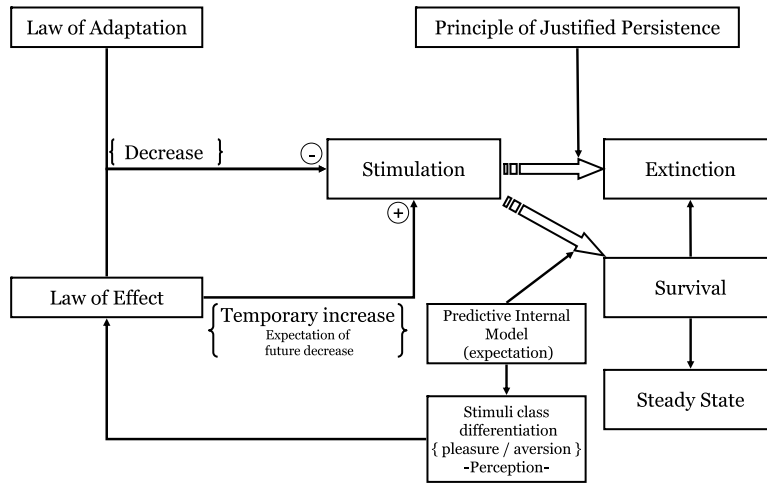 Law of Adaptation
Principle of Justified Persistence
{ Decrease }
-
Stimulation
Extinction
+
Law of Effect
Survival
{ Temporary increase }
Expectation of
future decrease
Predictive Internal
Model
(expectation)
Steady State
Stimuli class
differentiation
{ pleasure / aversion }
-Perception-